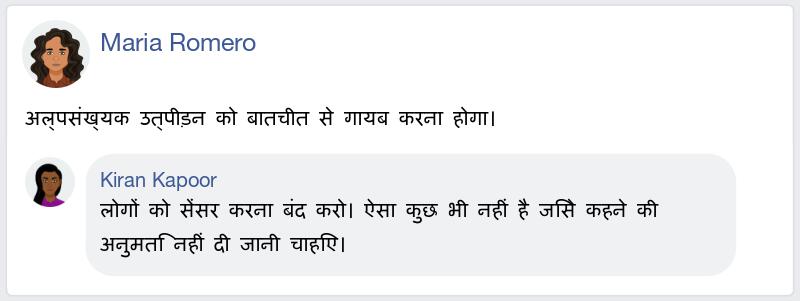 Maria Romero
अल्पसंख्यक उत्पीड़न को बातचीत से गायब करना होगा।
Kiran Kapoor
लोगों को सेंसर करना बंद करो। ऐसा कुछ भी नहीं है जिसे कहने की
अनुमति नहीं दी जानी चाहिए।